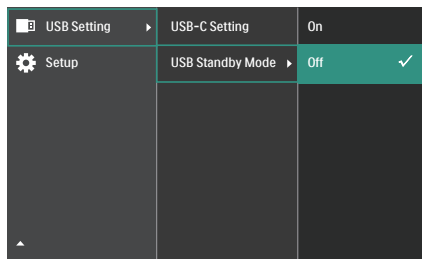 USB Setting
USB-C Setting
On
Setup
USB Standby Mode
Off